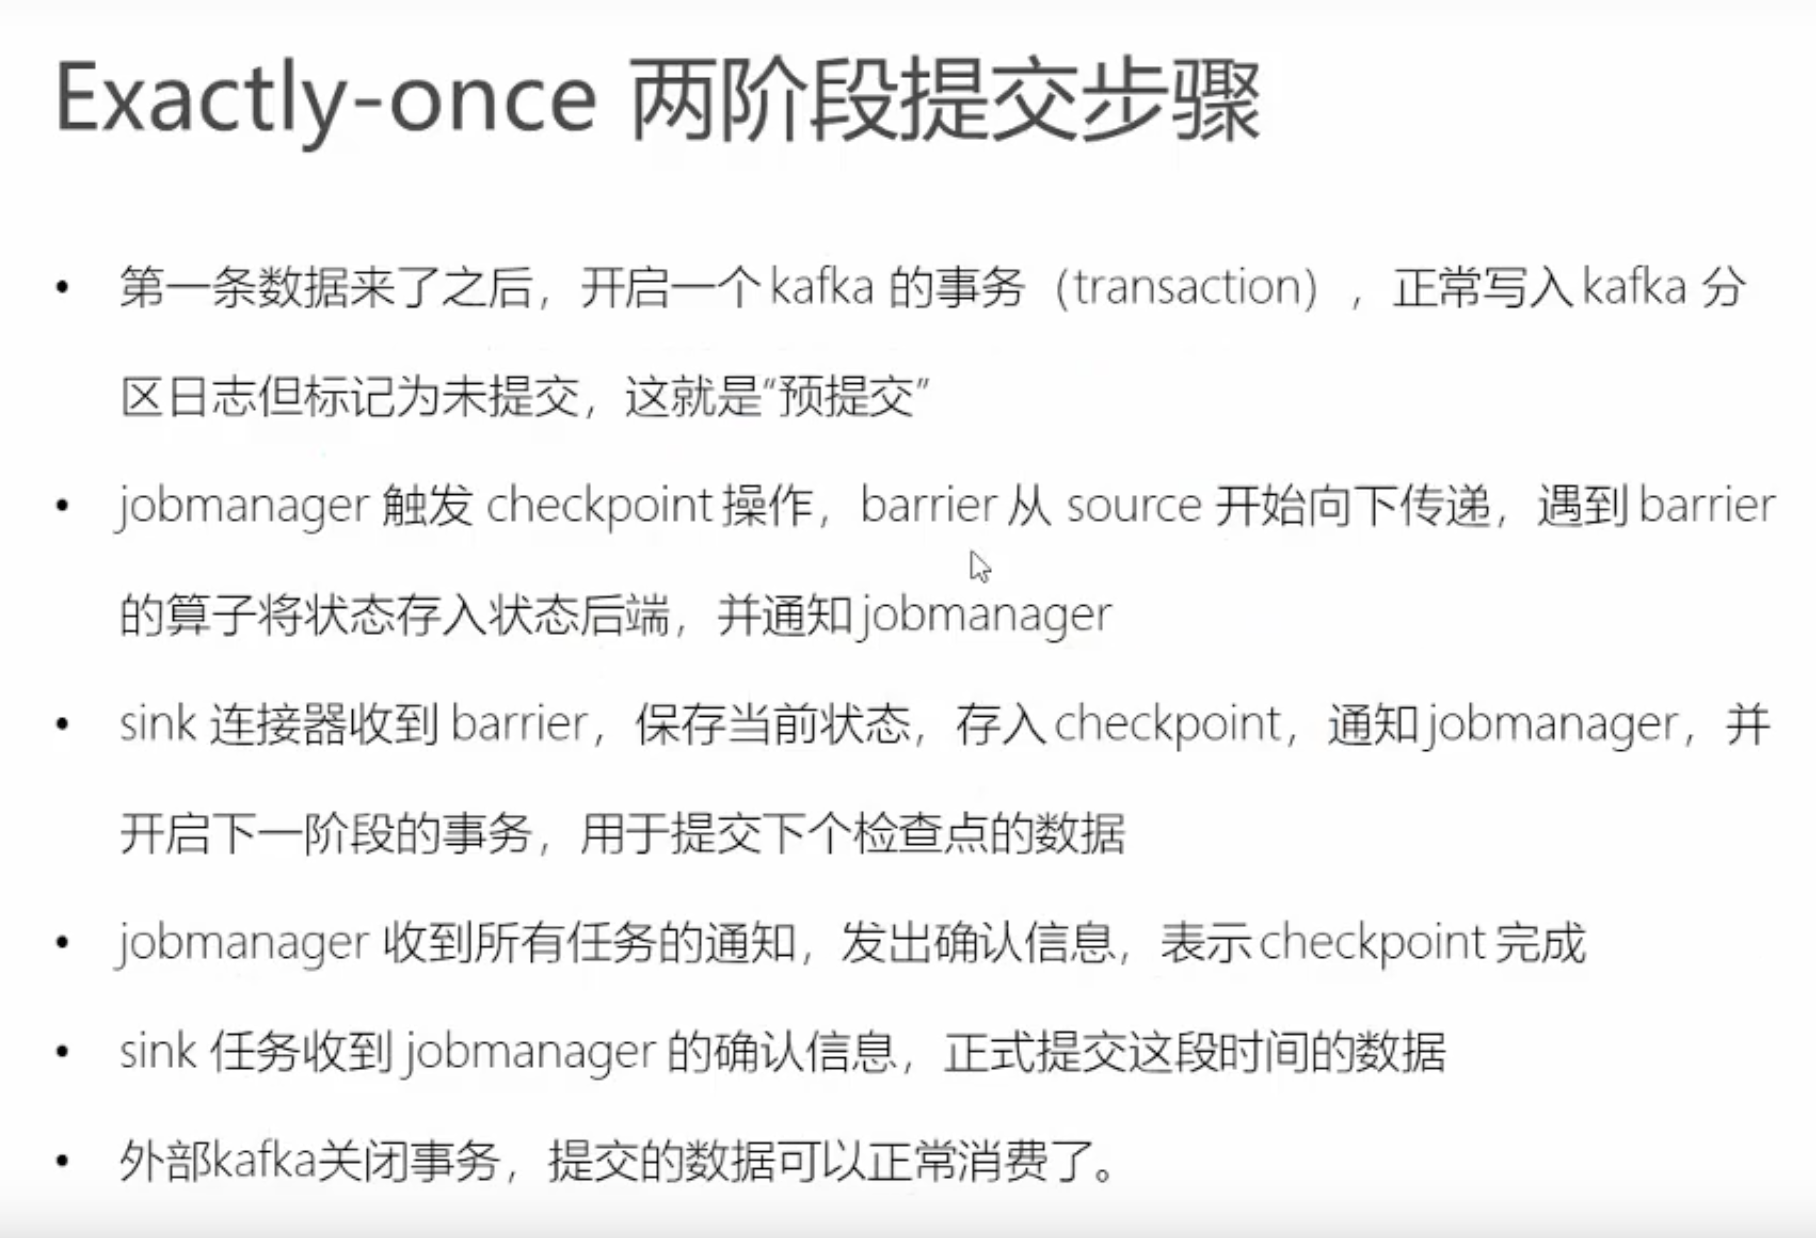 Exactly-once 两阶段提交步骤
• 第一条数据来了之后，开启一个 kafka 的事务（transaction），正常写入 kafka 分
区日志但标记为未提交，这就是“预提交”
• jobmanager 触发 checkpoint 操作，barrier 从 source 开始向下传递，遇到 barrier
的算子将状态存入状态后端，并通知 jobmanager
• sink 连接器收到 barrier，保存当前状态，存入 checkpoint，通知 jobmanager，并
开启下一阶段的事务，用于提交下个检查点的数据
• jobmanager 收到所有任务的通知，发出确认信息，表示 checkpoint 完成
• sink 任务收到 jobmanager 的确认信息，正式提交这段时间的数据
• 外部kafka关闭事务，提交的数据可以正常消费了。